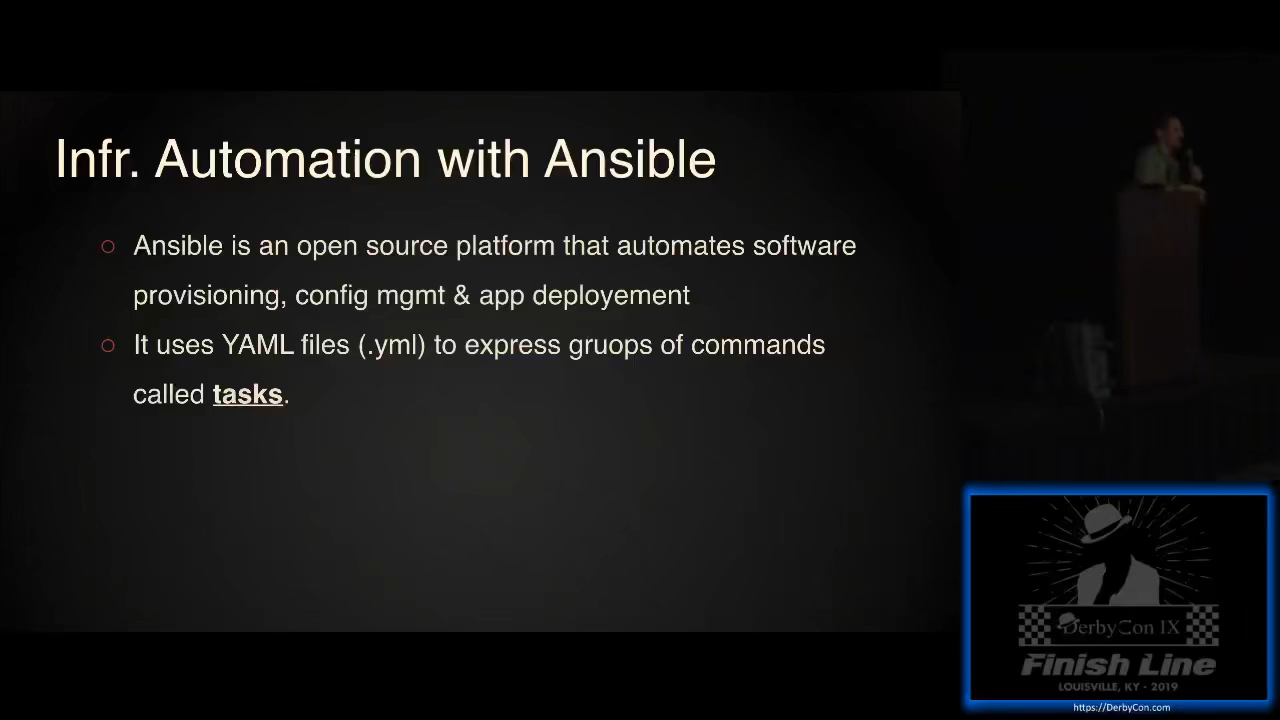 Infr. Automation with Ansible
○ Ansible is an open source platform that automates software
provisioning, config mgmt & app deployement
○ It uses YAML files (.yml) to express gruops of commands
called tasks.
DerbyCon IX
Finish Line
LOUISVILLE, KY - 2019
https://DerbyCon.com